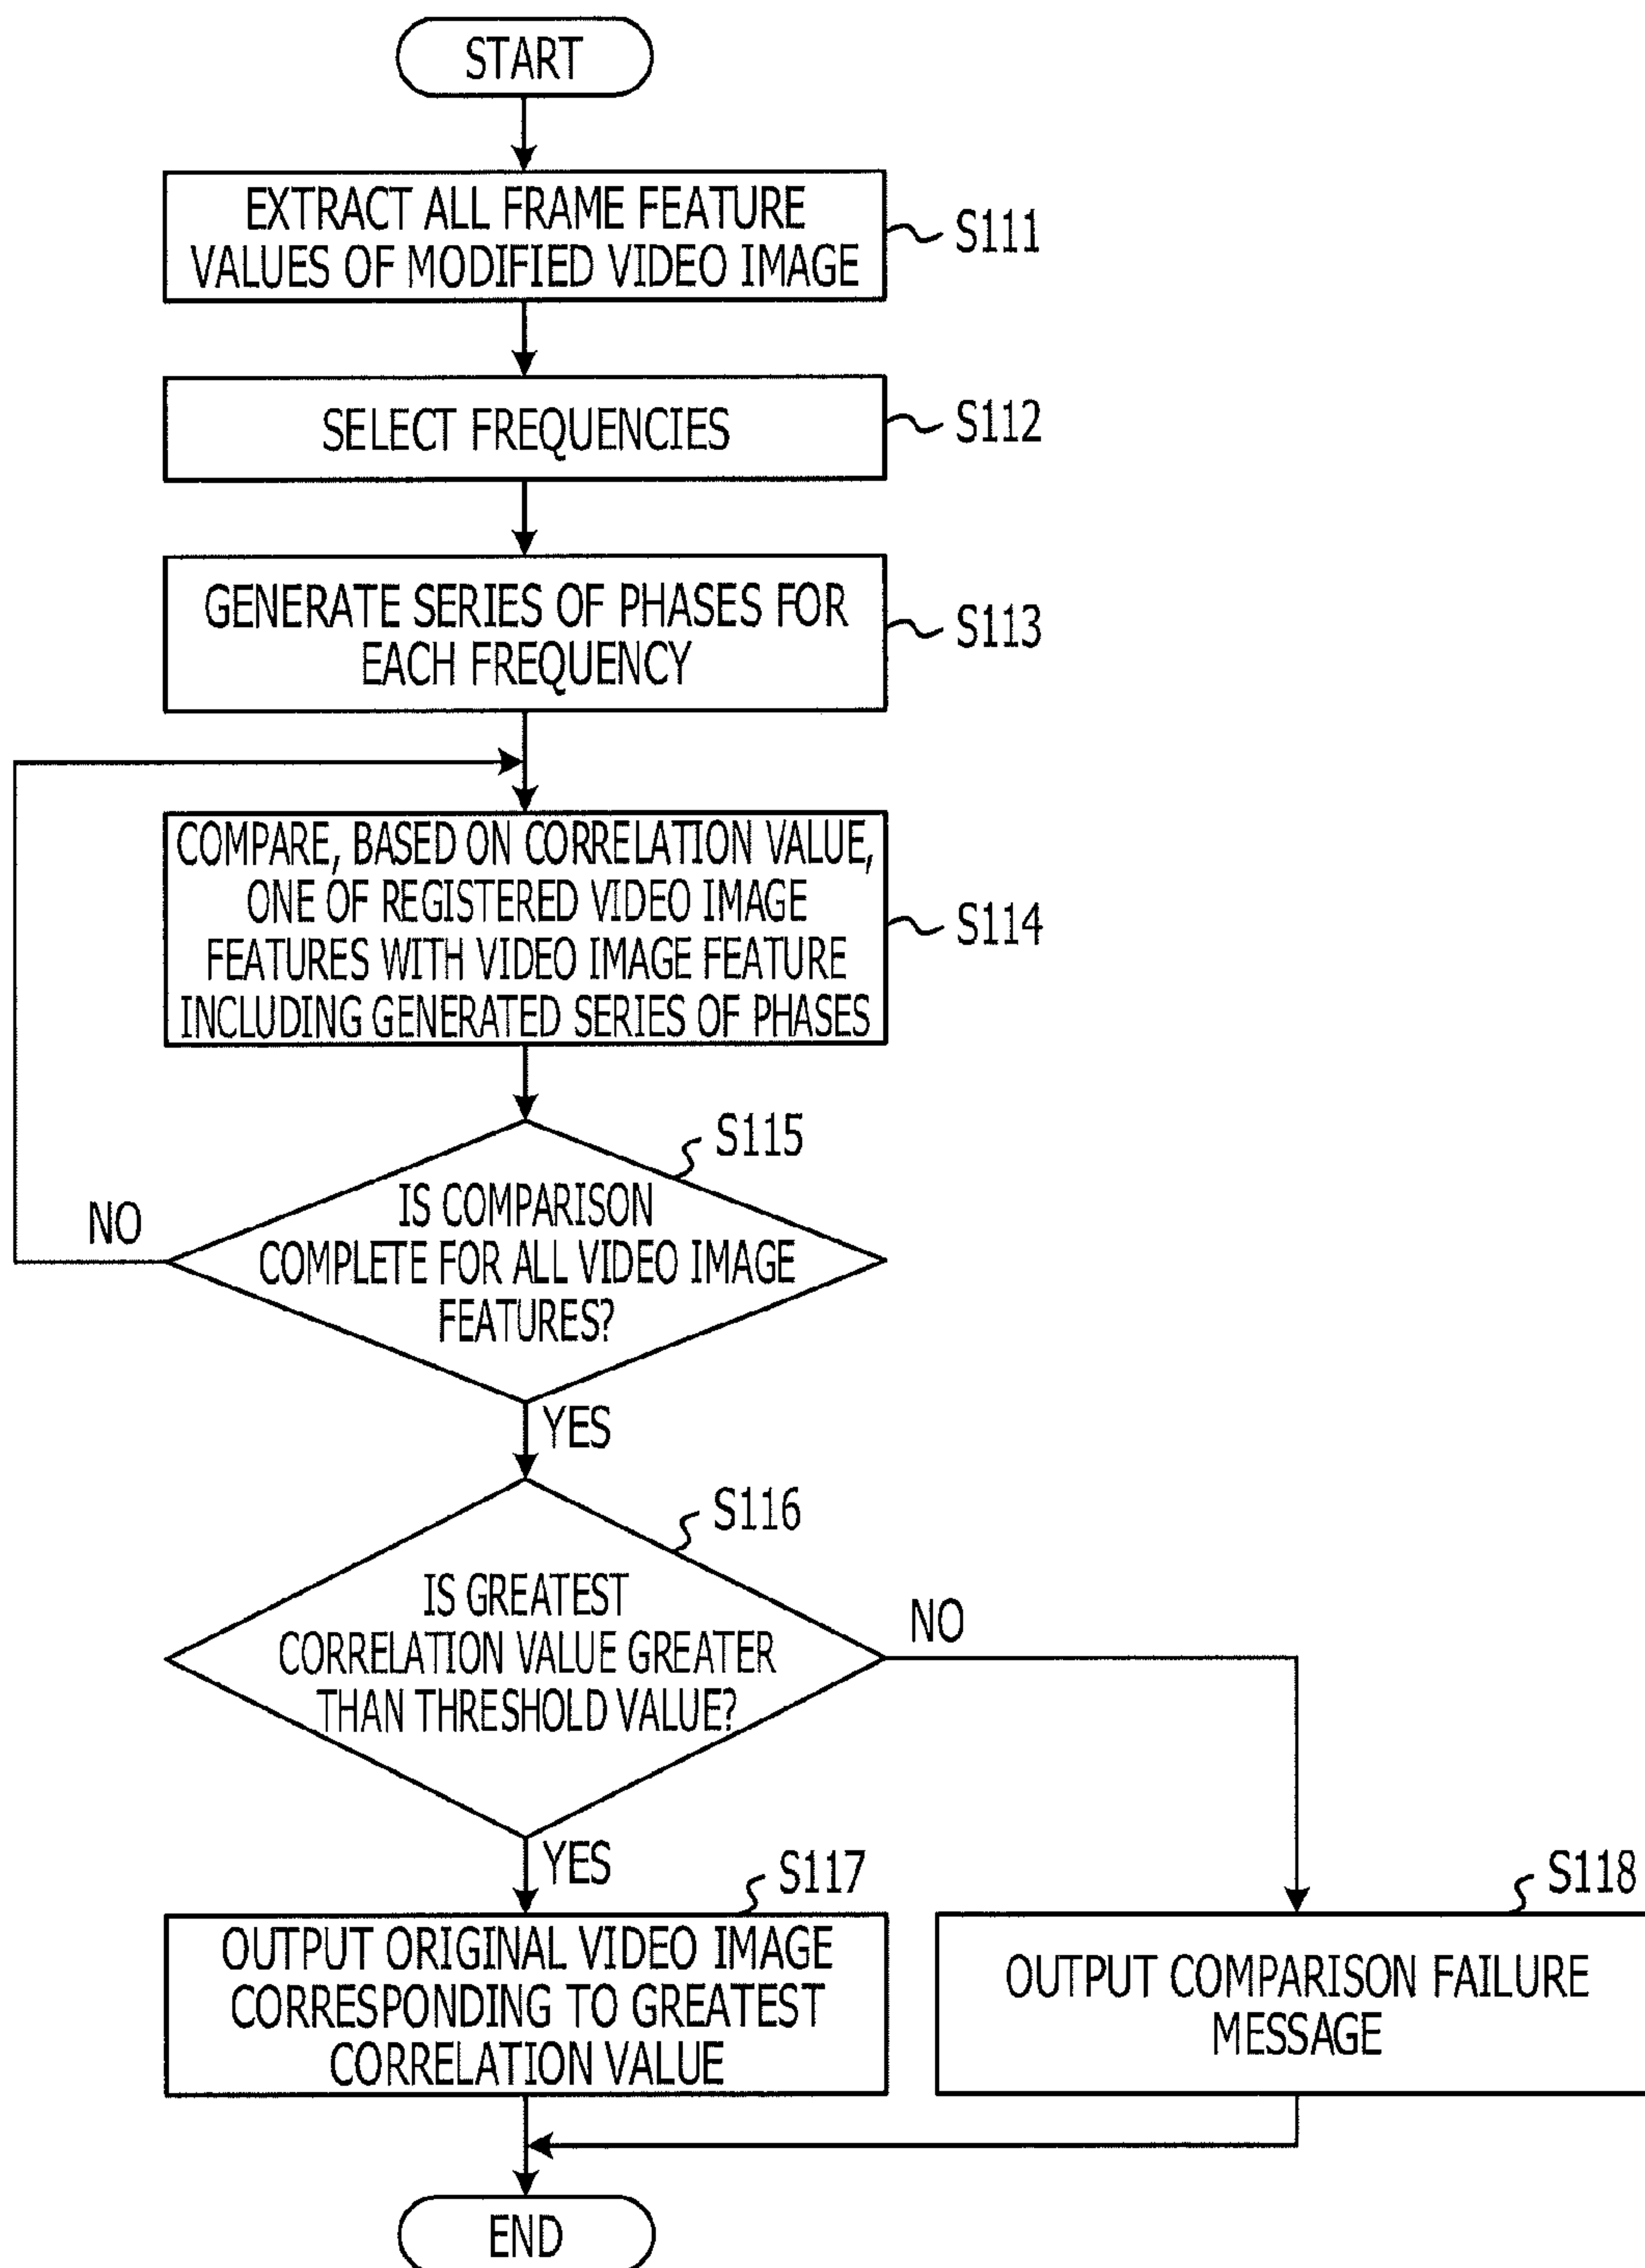 START
EXTRACT ALL FRAME FEATURE
VALUES OF MODIFIED VIDEO IMAGE
S111
SELECT FREQUENCIES
S112
GENERATE SERIES OF PHASES FOR
EACH FREQUENCY
S113
COMPARE, BASED ON CORRELATION VALUE,
ONE OF REGISTERED VIDEO IMAGE
FEATURES WITH VIDEO IMAGE FEATURE
INCLUDING GENERATED SERIES OF PHASES
S114
S115
IS COMPARISON
COMPLETE FOR ALL VIDEO IMAGE
FEATURES?
NO
YES
S116
IS GREATEST
CORRELATION VALUE GREATER
THAN THRESHOLD VALUE?
NO
YES
S117
OUTPUT ORIGINAL VIDEO IMAGE
CORRESPONDING TO GREATEST
CORRELATION VALUE
S118
OUTPUT COMPARISON FAILURE
MESSAGE
END